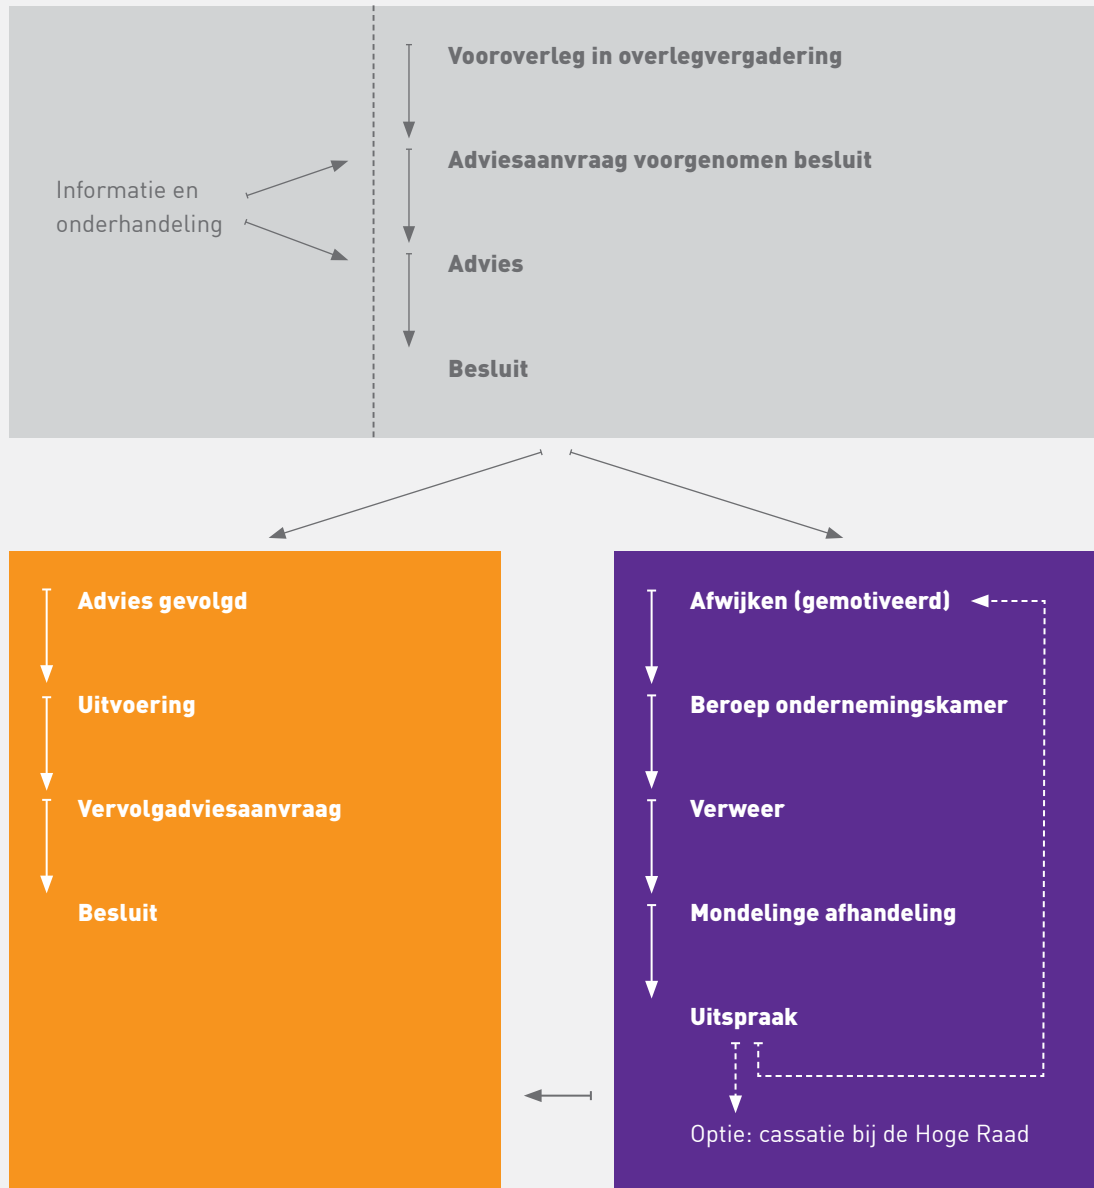 Vooroverleg in overlegvergadering
Adviesaanvraag voorgenomen besluit
Informatie en
onderhandeling
Advies
Besluit
Advies gevolgd
Uitvoering
Vervolgadviesaanvraag
Besluit
Afwijken (gemotiveerd)
Beroep ondernemingskamer
Verweer
Mondelinge afhandeling
Uitspraak
Optie: cassatie bij de Hoge Raad